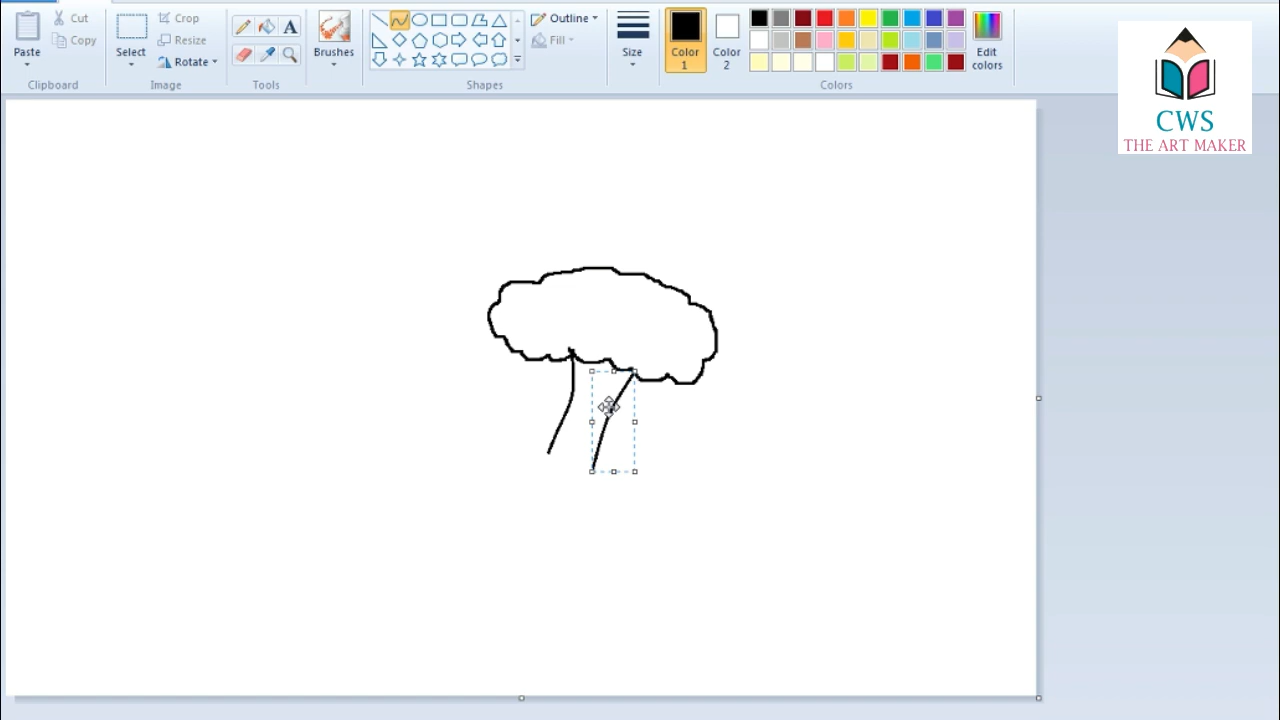 Paste
Cut
Copy
Clipboard
Select
Crop
Resize
Rotate
Image
A
Tools
Brushes
Shapes
Outline
Fill
Size
Color
1
Color
2
Edit
colors
Colors
CWS
THE ART MAKER